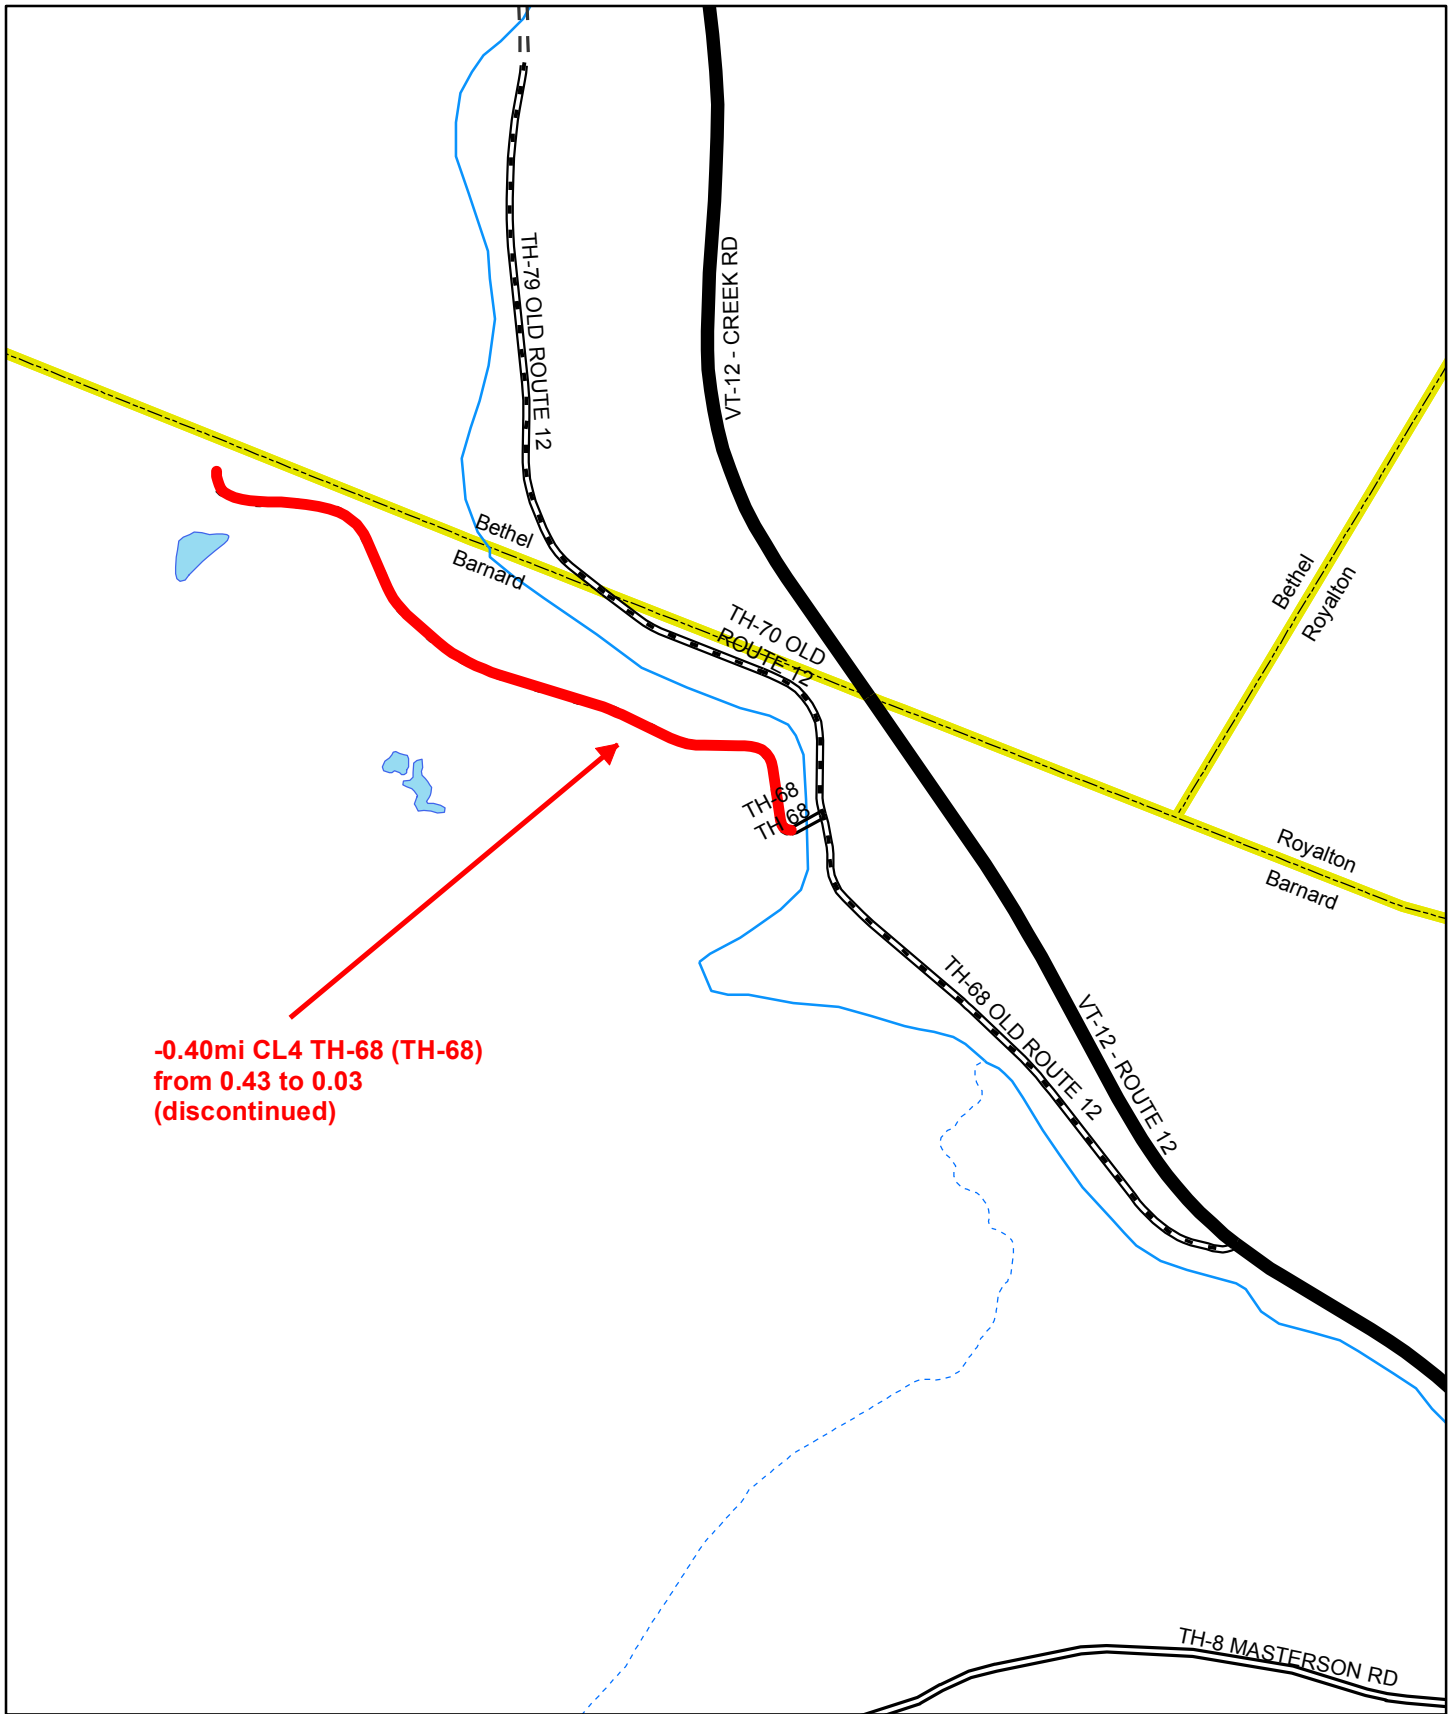 TH-79 OLD ROUTE 12
VT-12 - CREEK RD
Bethel
Barnard
TH-70 OLD
ROUTE 12
Bethel
Royalton
TH-68
TH-68
Royalton
Barnard
TH-68 OLD ROUTE 12
VT-12 - ROUTE 12
-0.40mi CL4 TH-68 (TH-68)
from 0.43 to 0.03
(discontinued)
TH-8 MASTERSON RD